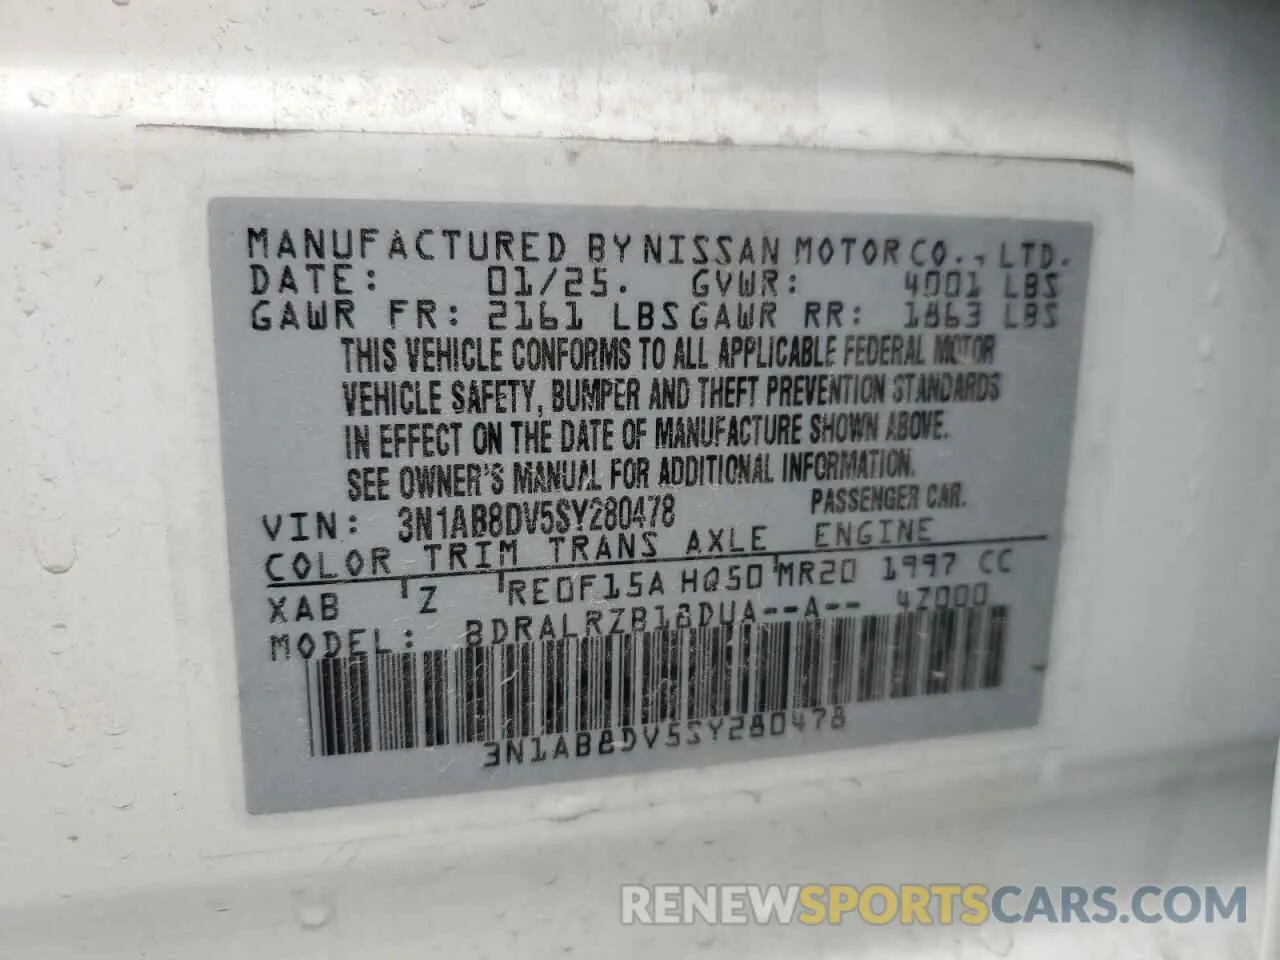 MANUFACTURED BY NISSAN MOTOR CO., LTD.
DATE: 01/25. GVWR: 4001 LBS
GAWR FR: 2161 LBS GAWR RR: 1863 LBS
THIS VEHICLE CONFORMS TO ALL APPLICABLE FEDERAL MOTOR
VEHICLE SAFETY, BUMPER AND THEFT PREVENTION STANDARDS
IN EFFECT ON THE DATE OF MANUFACTURE SHOWN ABOVE.
SEE OWNER'S MANUAL FOR ADDITIONAL INFORMATION.
VIN: 3N1AB8DV5SY280478 PASSENGER CAR.
COLOR TRIM TRANS AXLE ENGINE
XAB Z RE0F15A HQ50 MR20 1997 CC
MODEL: BDRALRZB18DUA--A-- 47000
3N1AB8DV5SY280478
RENEWSPORTSCARS.COM